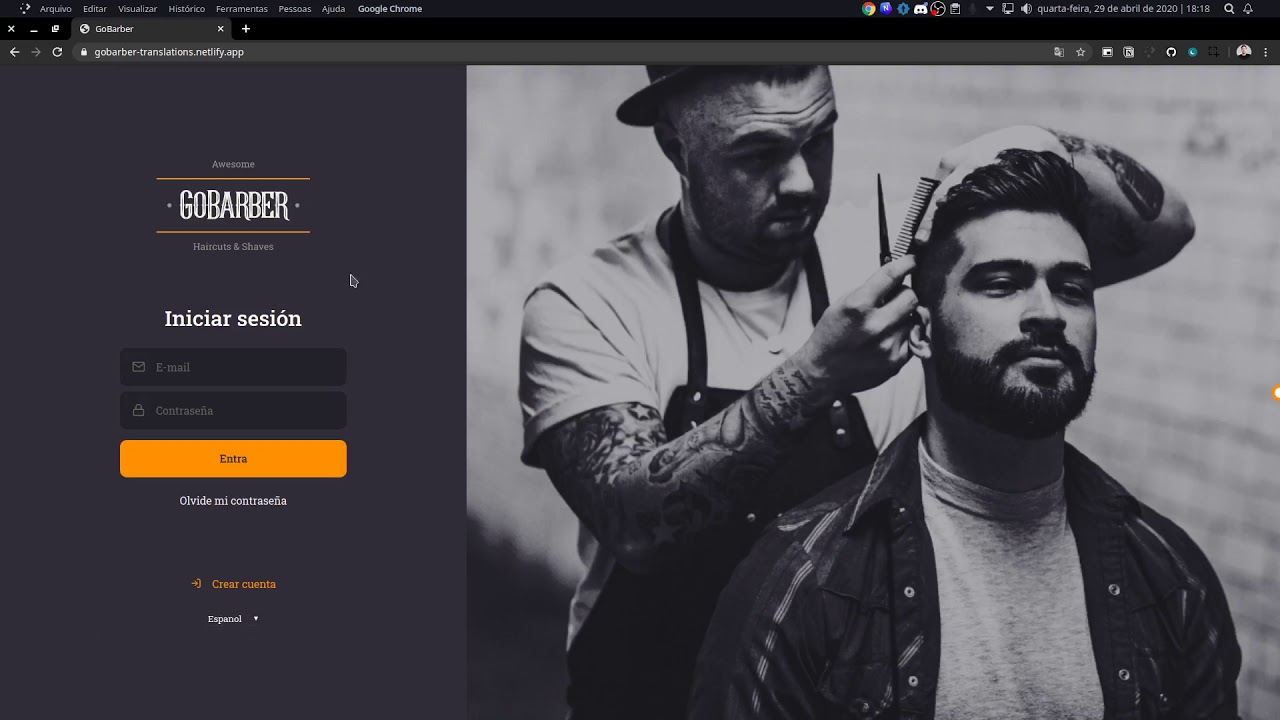 Arquivo Editar Visualizar Histórico Ferramentas Pessoas Ajuda Google Chrome quarta-feira, 29 de abril de 2020 | 18:18
GoBarber
gobarber-translations.netlify.app
Awesome
GOBARBER
Haircuts & Shaves
Iniciar sesión
E-mail
Contraseña
Entra
Olvide mi contraseña
Crear cuenta
Espanol